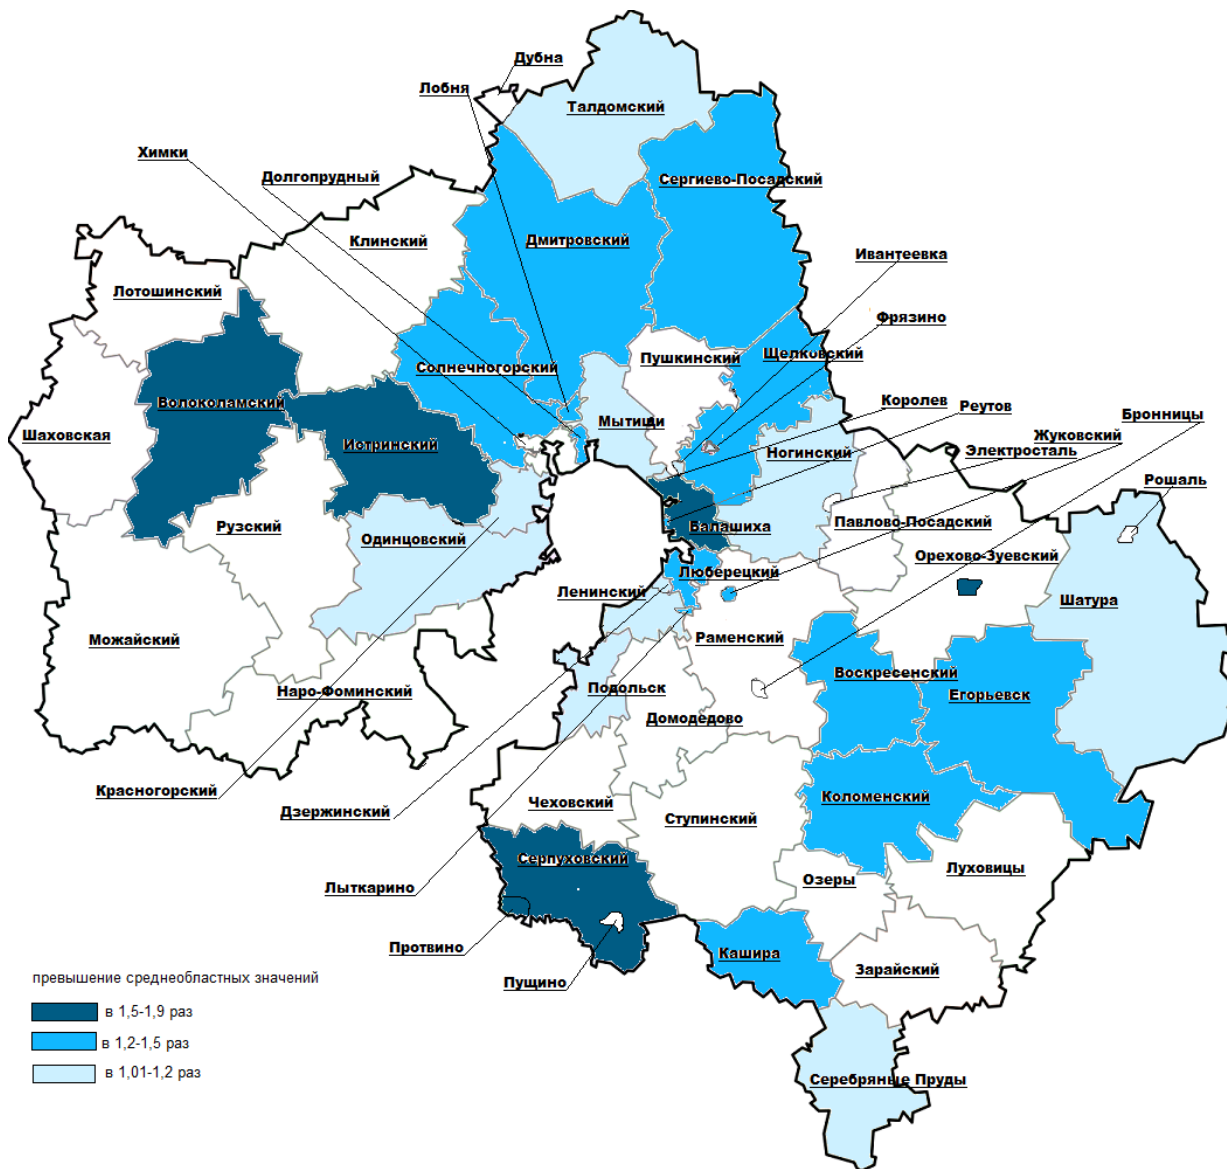 Дубна
Лобня
Талдомский
Химки
Долгопрудный
Сергиево-Посадский
Клинский
Дмитровский
Ивантеевка
Лотошинский
Фрязино
Пушкинский
Щелковский
Солнечногорский
Волоколамский
Королев
Реутов
Бронницы
Шаховская
Мытищи
Истринский
Жуковский
Ногинский
Электросталь
Рошаль
Рузский
Балашиха
Павлово-Посадский
Одинцовский
Орехово-Зуевский
Люберецкий
Ленинский
Шатура
Можайский
Раменский
Воскресенский
Наро-Фоминский
Подольск
Егорьевск
Домодедово
Красногорский
Коломенский
Чеховский
Дзержинский
Ступинский
Серпуховский
Луховицы
Озеры
Лыткарино
Протвино
Кашира
Зарайский
Пущино
превышение среднеобластных значений
в 1,5-1,9 раз
в 1,2-1,5 раз
в 1,01-1,2 раз
Серебряные Пруды